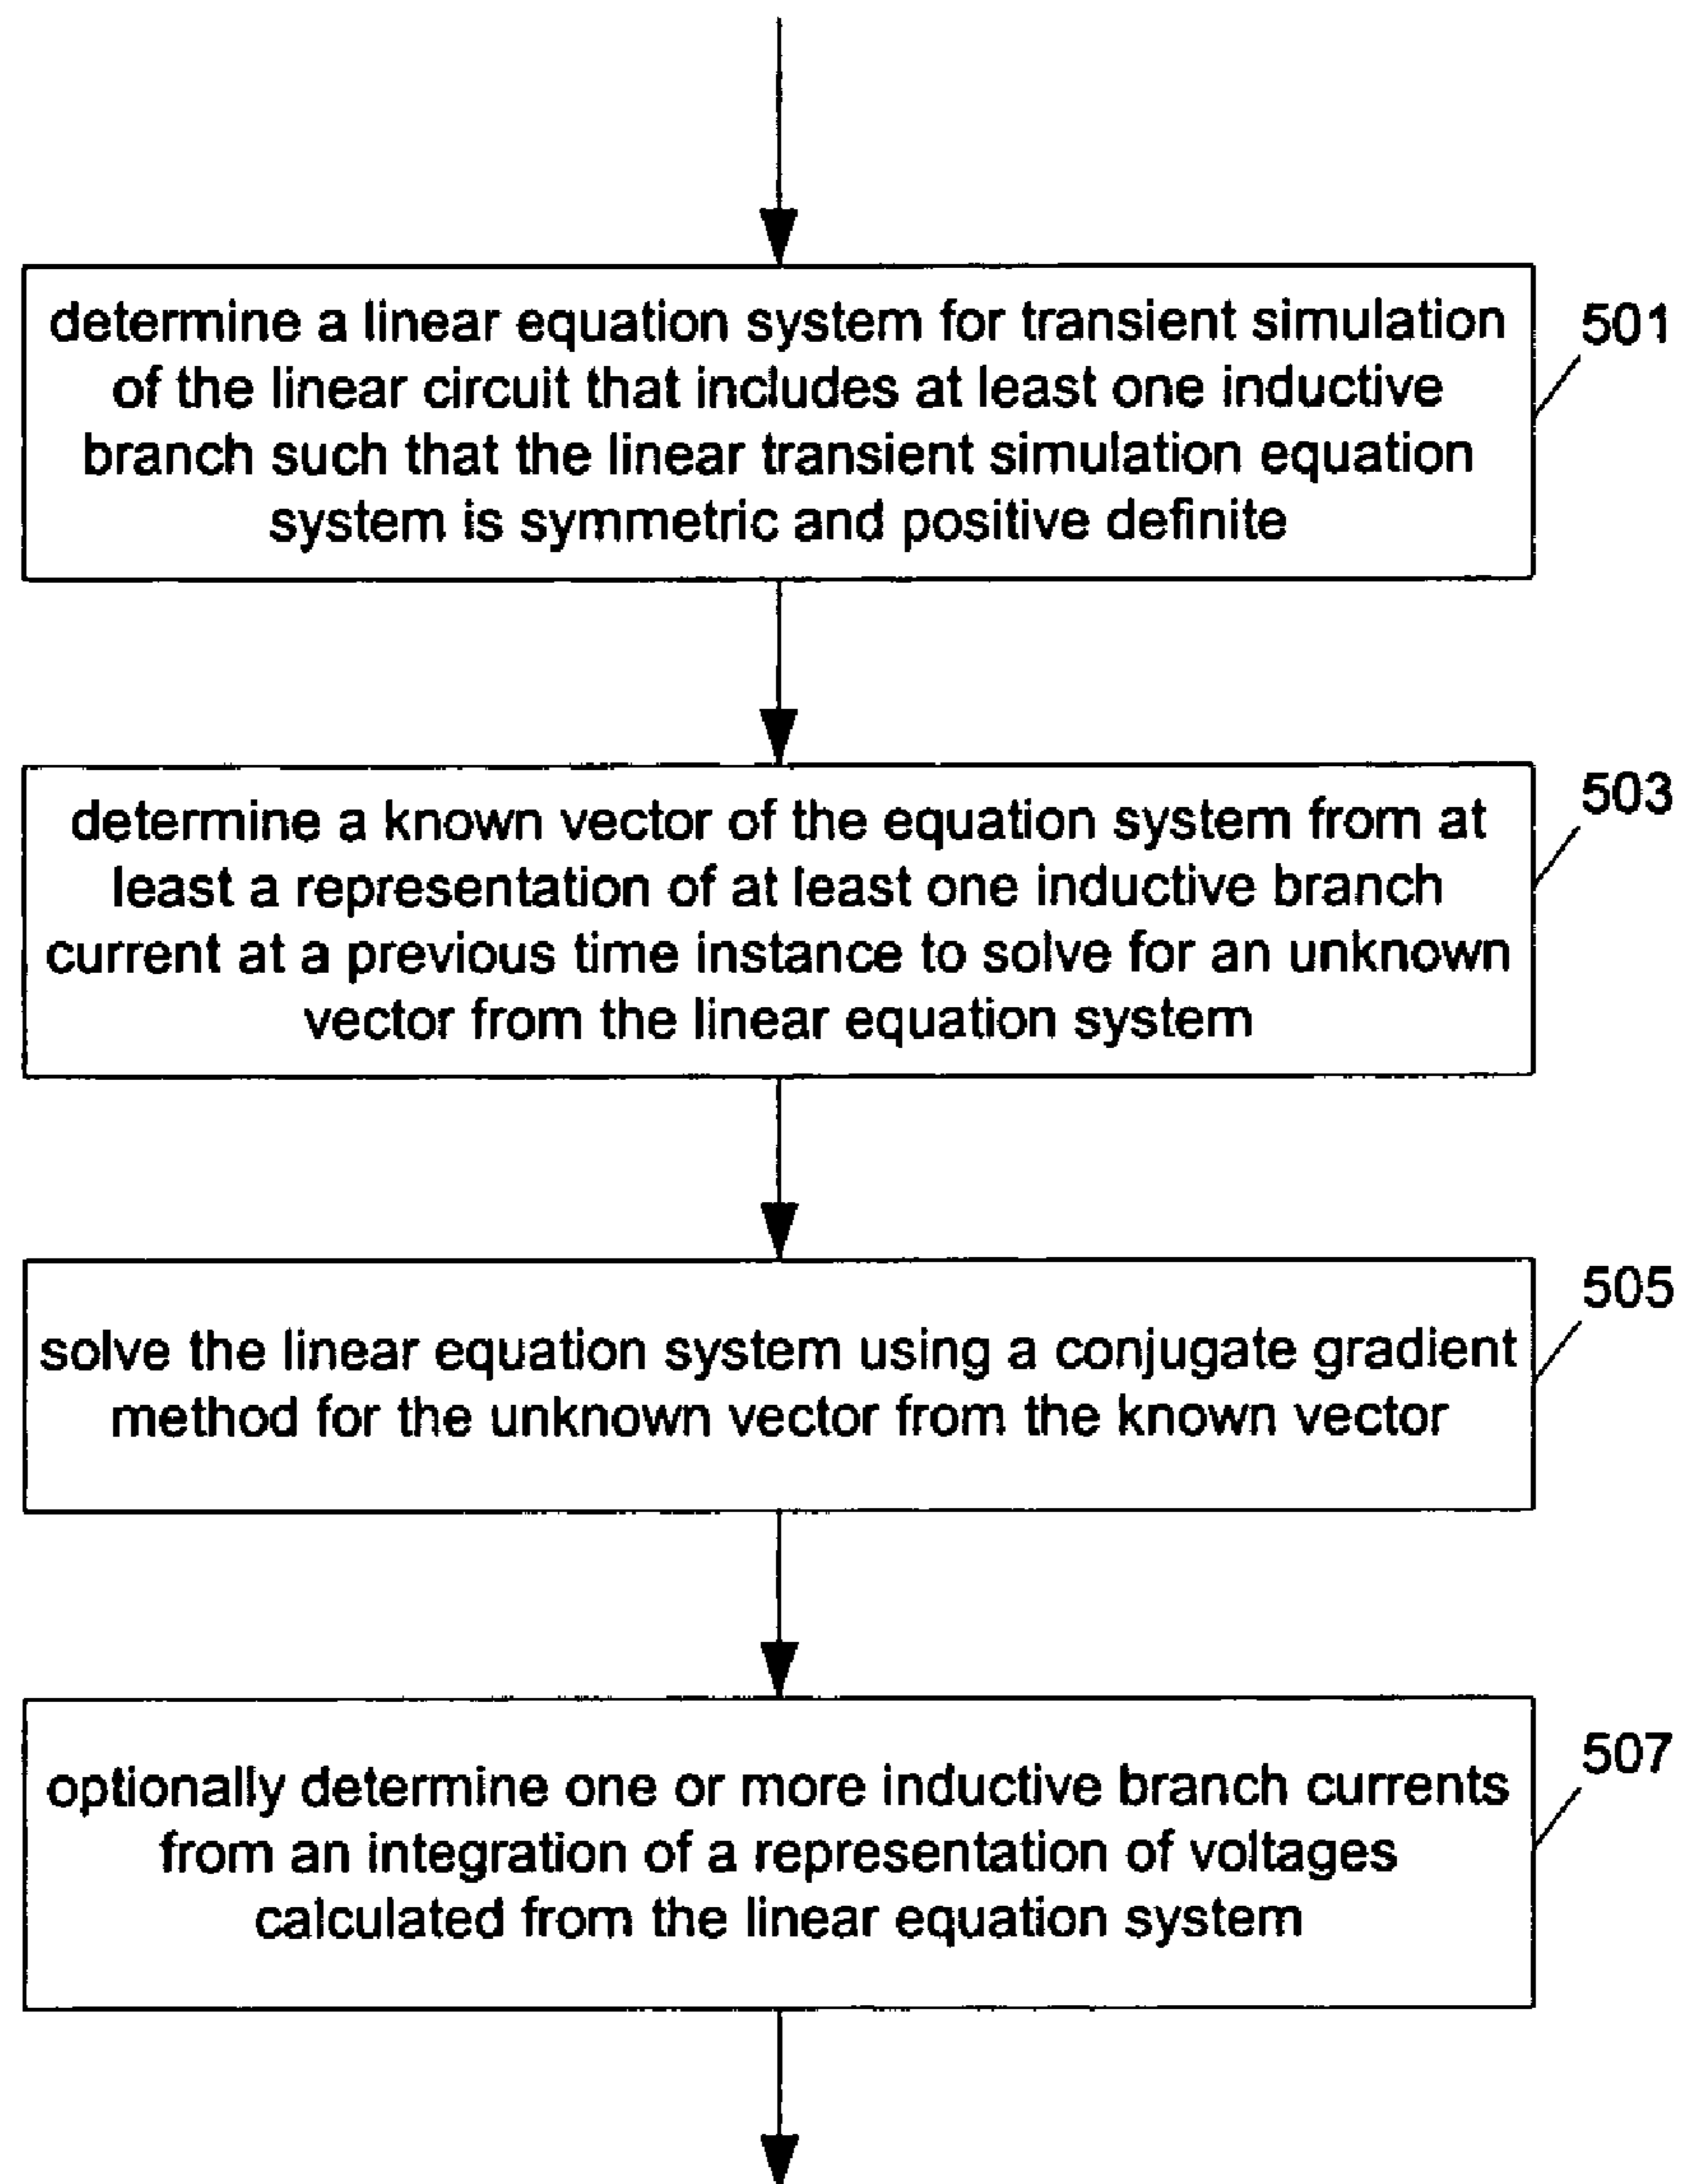 determine a linear equation system for transient simulation
of the linear circuit that includes at least one inductive
branch such that the linear transient simulation equation
system is symmetric and positive definite
501
determine a known vector of the equation system from at
least a representation of at least one inductive branch
current at a previous time instance to solve for an unknown
vector from the linear equation system
503
solve the linear equation system using a conjugate gradient
method for the unknown vector from the known vector
505
optionally determine one or more inductive branch currents
from an integration of a representation of voltages
calculated from the linear equation system
507